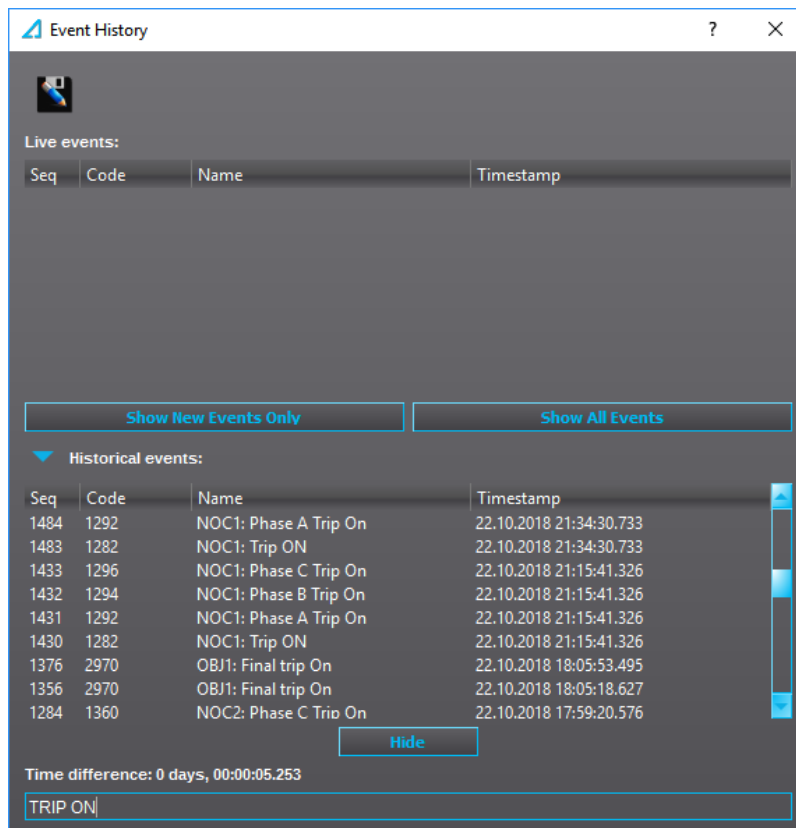 Event History
Live events:
Seq Code Name Timestamp
Show New Events Only Show All Events
Historical events:
Seq Code Name Timestamp
1484 1292 NOC1: Phase A Trip On 22.10.2018 21:34:30.733
1483 1282 NOC1: Trip ON 22.10.2018 21:34:30.733
1433 1296 NOC1: Phase C Trip On 22.10.2018 21:15:41.326
1432 1294 NOC1: Phase B Trip On 22.10.2018 21:15:41.326
1431 1292 NOC1: Phase A Trip On 22.10.2018 21:15:41.326
1430 1282 NOC1: Trip ON 22.10.2018 21:15:41.326
1376 2970 OBJ1: Final trip On 22.10.2018 18:05:53.495
1356 2970 OBJ1: Final trip On 22.10.2018 18:05:18.627
1284 1360 NOC2: Phase C Trip On 22.10.2018 17:59:20.576
Hide
Time difference: 0 days, 00:00:05.253
TRIP ON